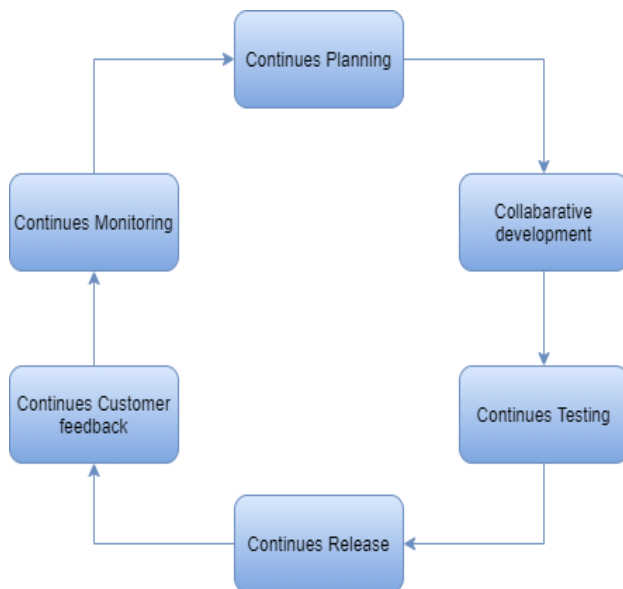 Continues Planning
Collabarative
development
Continues Testing
Continues Release
Continues Customer
feedback
Continues Monitoring